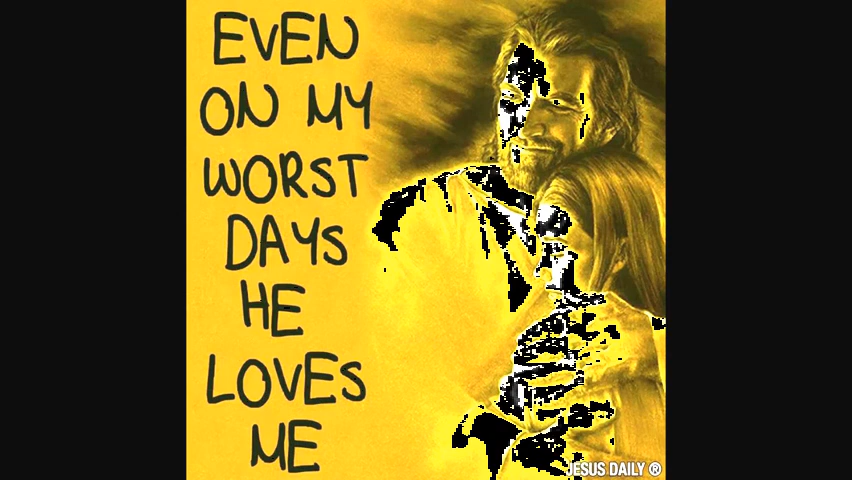 EVEN
ON MY
WORST
DAYS
HE
LOVES
ME
JESUS DAILY ®